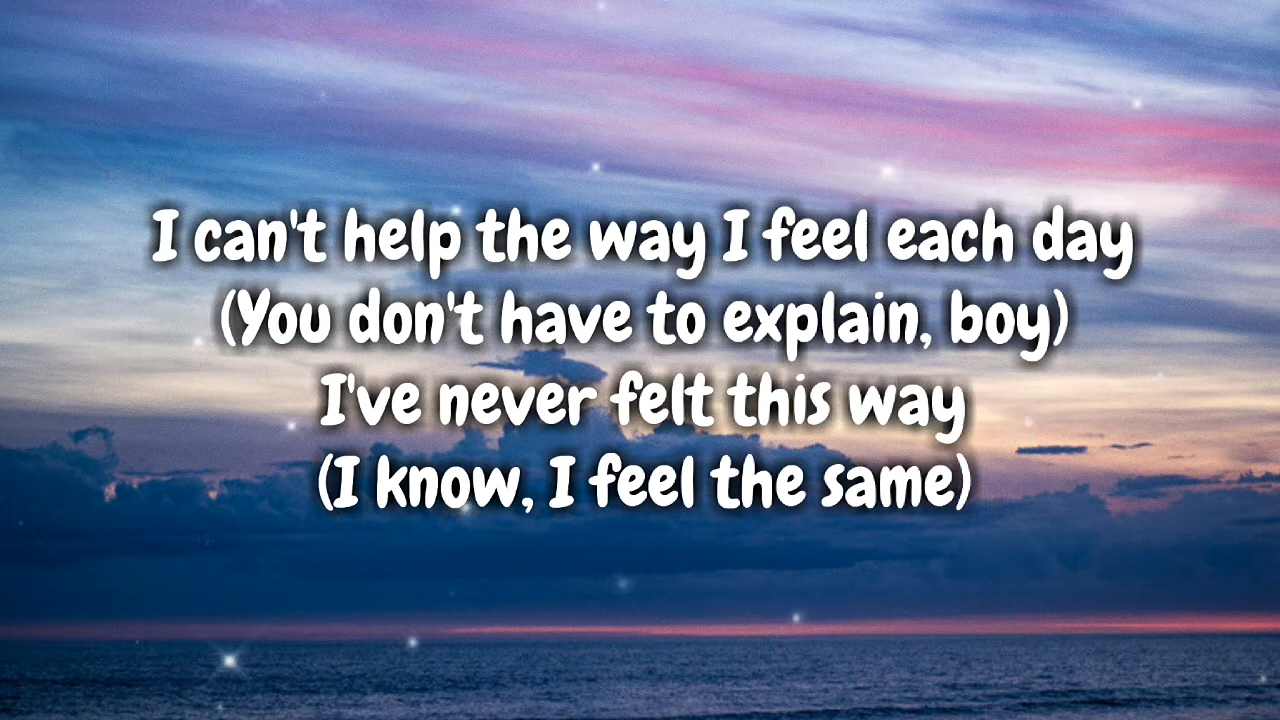 I can't help the way I feel each day
(You don't have to explain, boy)
I've never felt this way
(I know, I feel the same)